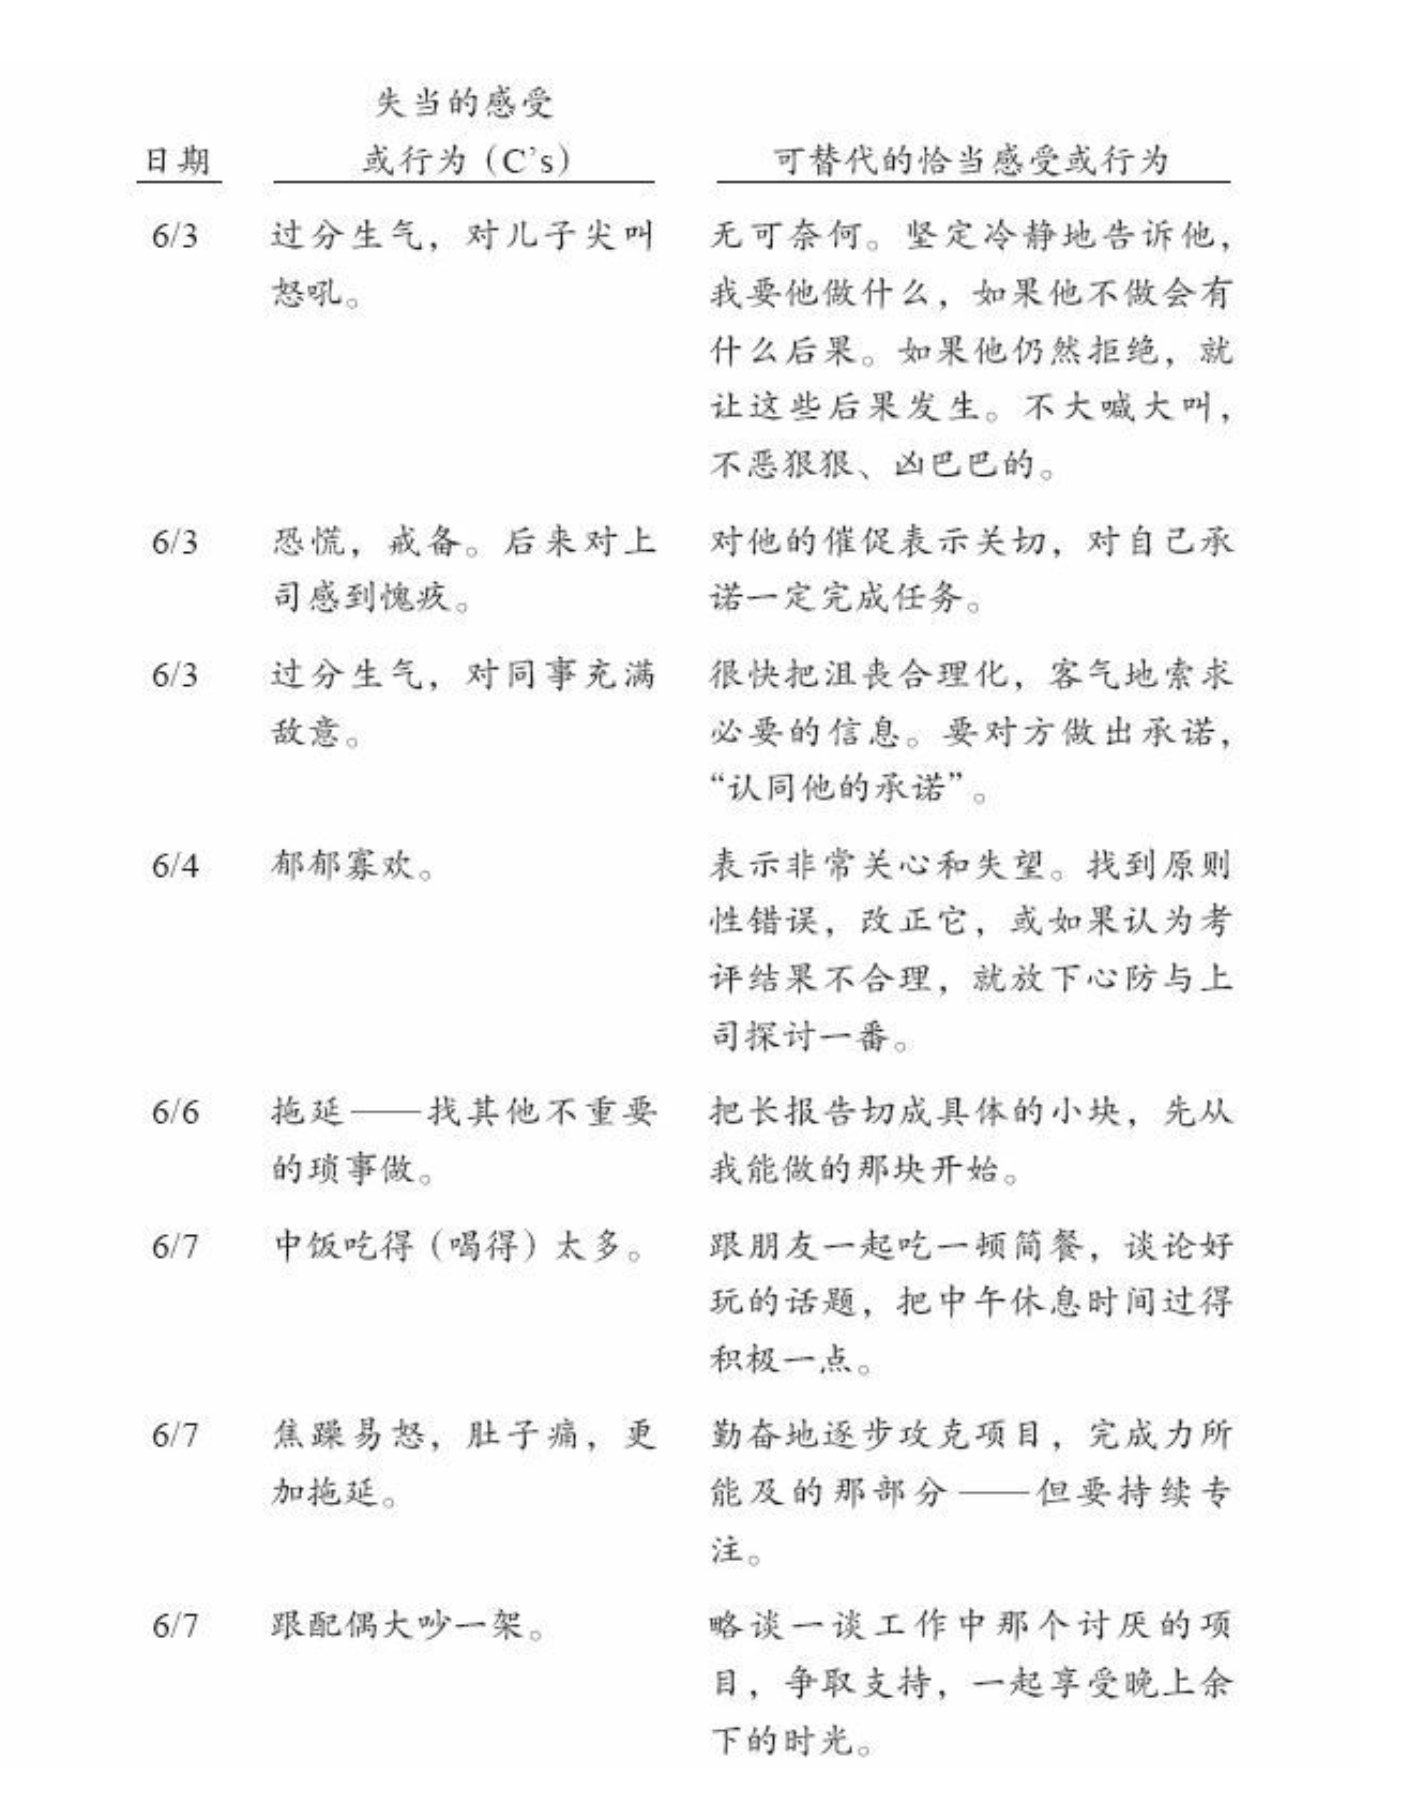 失当的感受
日期 或行为（C's） 可替代的恰当感受或行为
6/3 过分生气，对儿子尖叫 无可奈何。坚定冷静地告诉他，
怒吼。 我要他做什么，如果他不做会有
什么后果。如果他仍然拒绝，就
让这些后果发生。不大喊大叫，
不恶狠狠、凶巴巴的。
6/3 恐慌，戒备。后来对上 对他的催促表示关切，对自己承
司感到愧疚。 诺一定完成任务。
6/3 过分生气，对同事充满 很快把沮丧合理化，客气地索求
敌意。 必要的信息。要对方做出承诺，
“认同他的承诺”。
6/4 郁郁寡欢。 表示非常关心和失望。找到原则
性错误，改正它，或如果认为考
评结果不合理，就放下心防与上
司探讨一番。
6/6 拖延——找其他不重要 把长报告切成具体的小块，先从
的琐事做。 我能做的那块开始。
6/7 中饭吃得（喝得）太多。 跟朋友一起吃一顿简餐，谈论好
玩的话题，把中午休息时间过得
积极一点。
6/7 焦躁易怒，肚子痛，更 勤奋地逐步攻克项目，完成力所
加拖延。 能及的那部分——但要持续专
注。
6/7 跟配偶大吵一架。 略谈一谈工作中那个讨厌的项
目，争取支持，一起享受晚上余
下的时光。